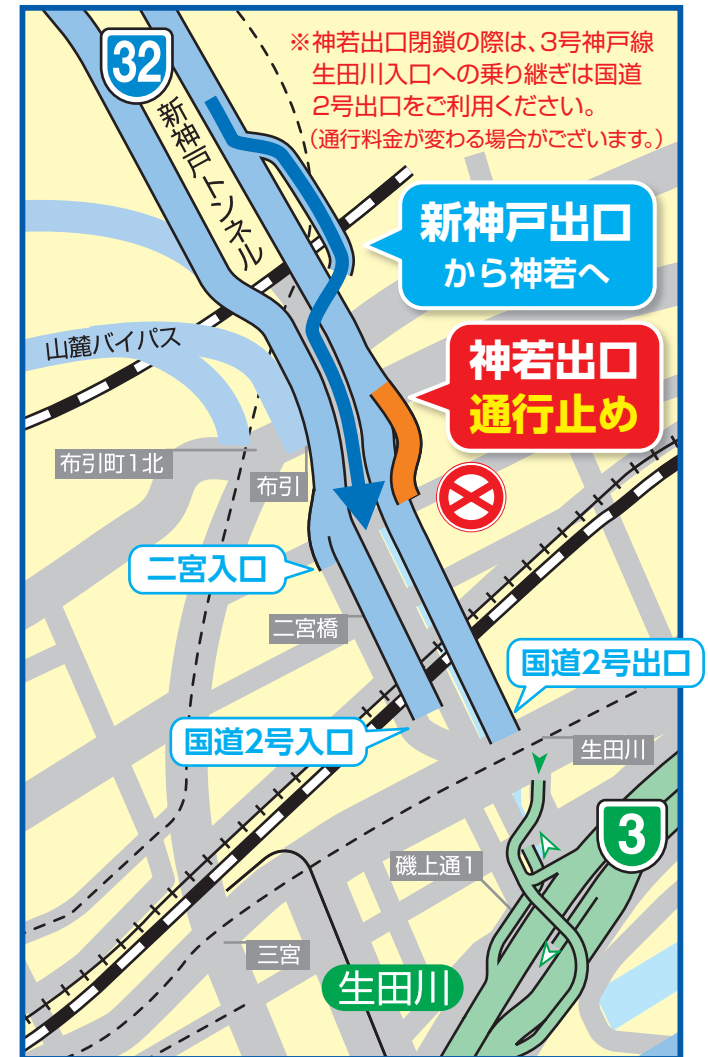 32
※神若出口閉鎖の際は、3号神戸線
生田川入口への乗り継ぎは国道
2号出口をご利用ください。
(通行料金が変わる場合がございます。)
新神戸トンネル
新神戸出口
から神若へ
山麓バイパス
神若出口
通行止め
布引町1北
布引
二宮入口
二宮橋
国道2号出口
国道2号入口
生田川
3
磯上通1
三宮
生田川